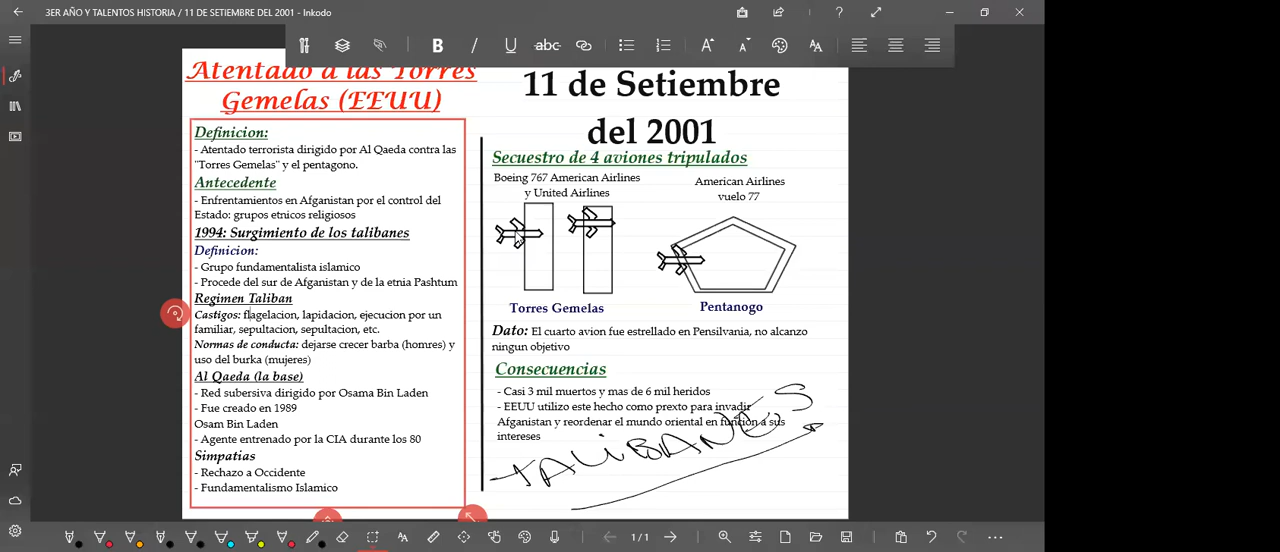 3ER AÑO Y TALENTOS HISTORIA / 11 DE SETIEMBRE DEL 2001 - Inkodo
B / U abc A A AA
Atentado a las Torres
Gemelas (EEUU)
Definicion:
- Atentado terrorista dirigido por Al Qaeda contra las
"Torres Gemelas" y el pentagono.
Antecedente
- Enfrentamientos en Afganistan por el control del
Estado: grupos etnicos religiosos
1994: Surgimiento de los talibanes
Definicion:
- Grupo fundamentalista islamico
- Procede del sur de Afganistan y de la etnia Pashtum
Regimen Taliban
Castigos: flagelacion, lapidacion, ejecucion por un
familiar, sepultacion, sepultacion, etc.
Normas de conducta: dejarse crecer barba (homres) y
uso del burka (mujeres)
Al Qaeda (la base)
- Red subersiva dirigido por Osama Bin Laden
- Fue creado en 1989
Osam Bin Laden
- Agente entrenado por la CIA durante los 80
Simpatias
- Rechazo a Occidente
- Fundamentalismo Islamico
11 de Setiembre
del 2001
Secuestro de 4 aviones tripulados
Boeing 767 American Airlines
y United Airlines
American Airlines
vuelo 77
Torres Gemelas
Pentanogo
Dato: El cuarto avion fue estrellado en Pensilvania, no alcanzo
ningun objetivo
Consecuencias
- Casi 3 mil muertos y mas de 6 mil heridos
- EEUU utilizo este hecho como prexto para invadir
Afganistan y reordenar el mundo oriental en función a sus
intereses
TALIBANES
1/1